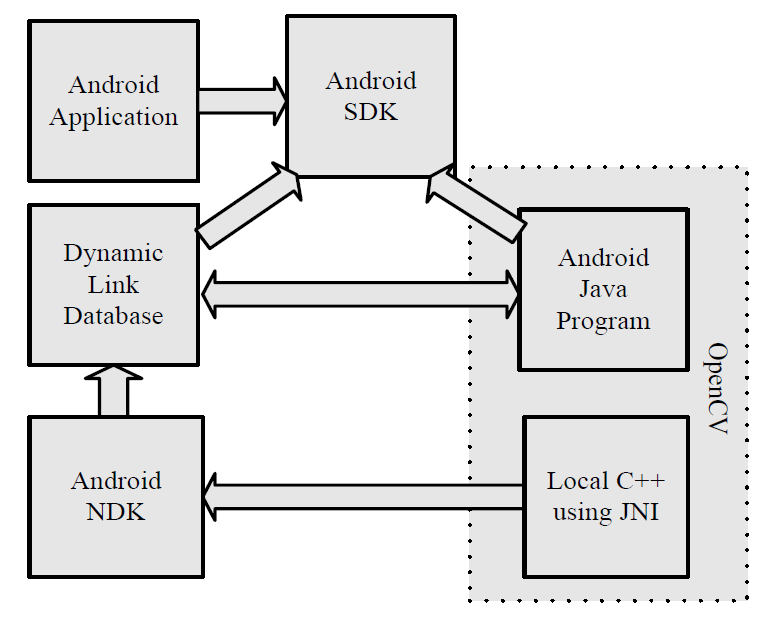 Android
Application
Android
SDK
Dynamic
Link
Database
Android
Java
Program
OpenCV
Android
NDK
Local C++
using JNI